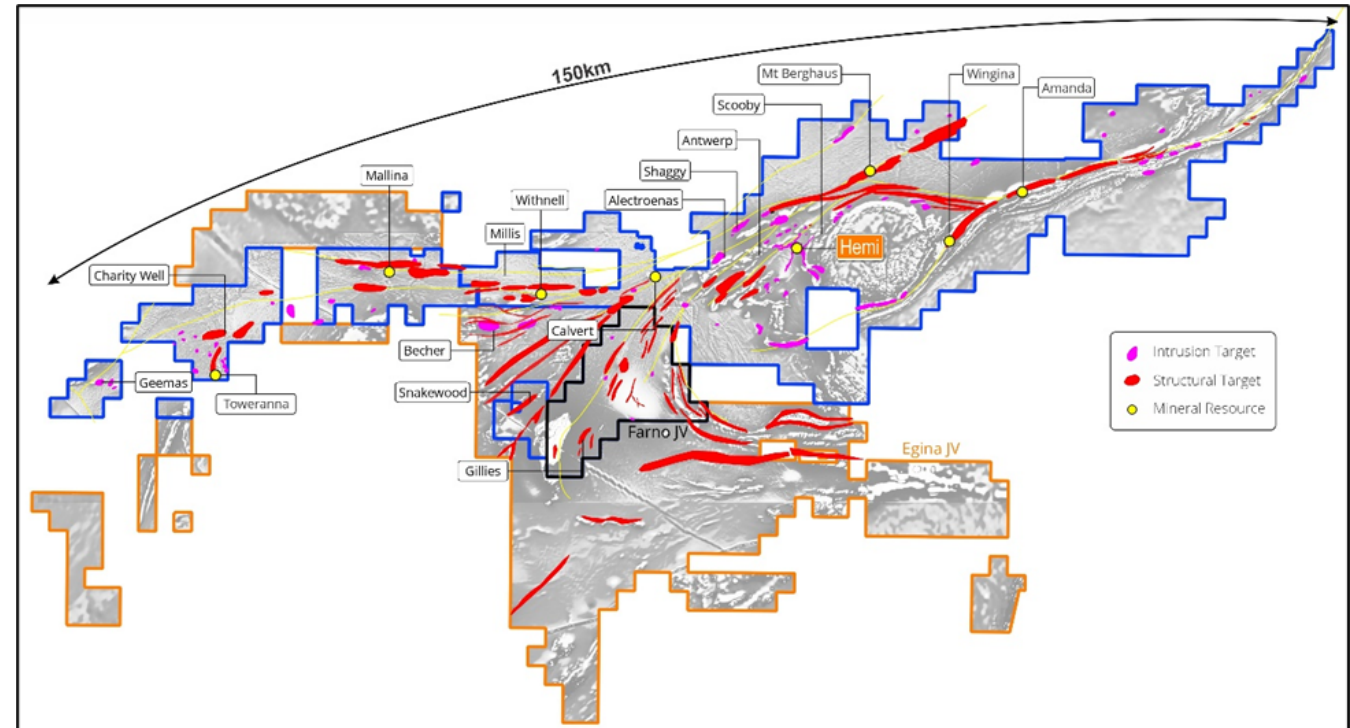 150km
Mt Berghaus
Wingina
Amanda
Scooby
Antwerp
Shaggy
Alectroenas
Mallina
Withnell
Millis
Hemi
Charity Well
Calvert
Becher
Geemas
Toweranna
Snakewood
Farno JV
Gillies
Egina JV
Intrusion Target
Structural Target
Mineral Resource